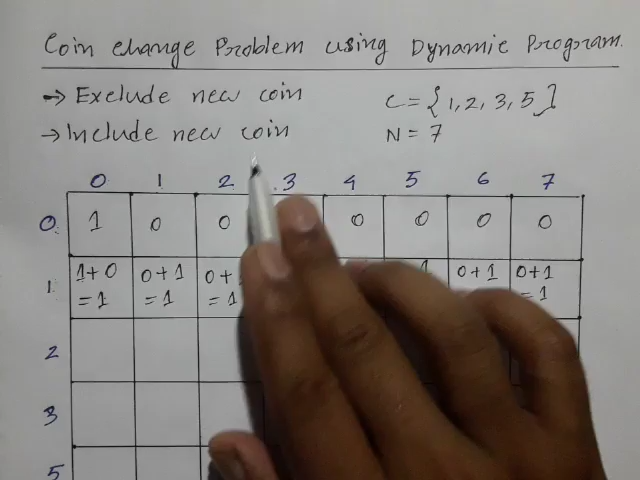 Coin change Problem using Dynamic Program.
→ Exclude new coin C = { 1, 2, 3, 5 }
→ Include new coin N = 7
0 1 2 3 4 5 6 7
0 1 0 0 0 0 0 0
1 1+0 0+1 0+1 0+1
= 1 = 1 = 1 = 1
2
3
5